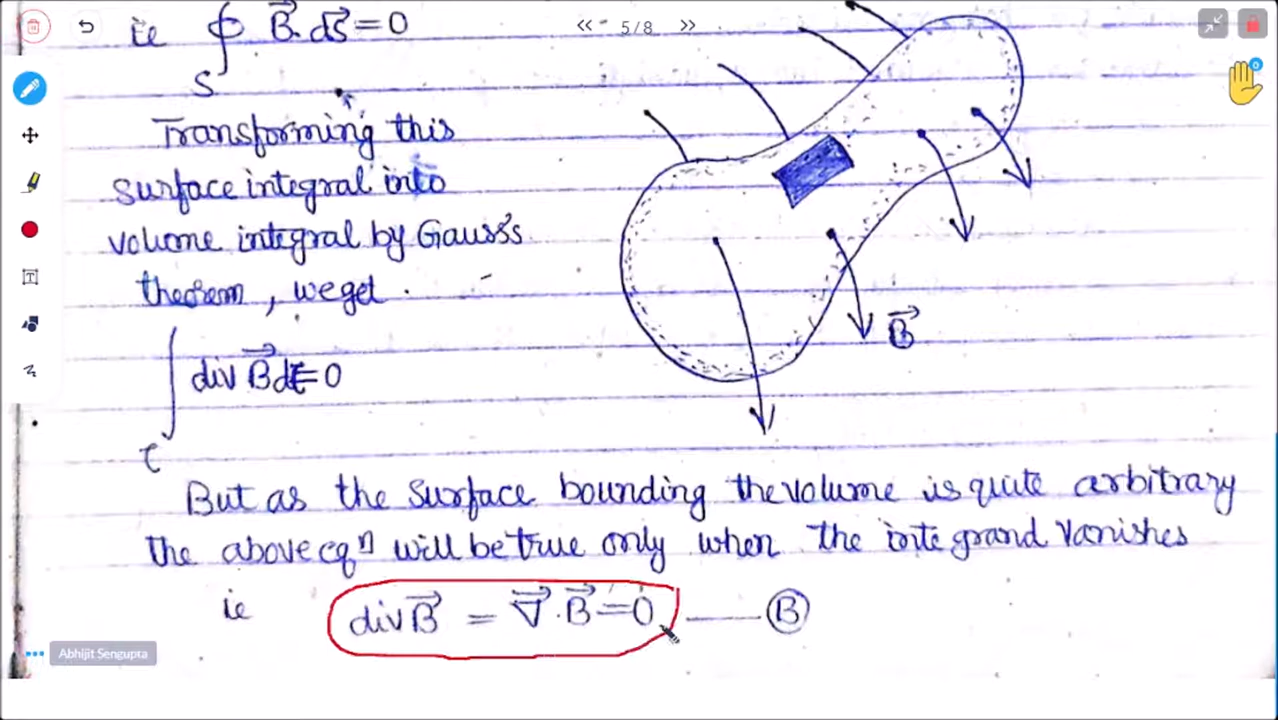 ie ∮ B⃗. dS⃗ = 0
S
5/8
Transforming this
surface integral into
volume integral by Gauss's
theorem, we get.
∫ div B⃗ dτ = 0
τ
B⃗
But as the surface bounding the volume is quite arbitrary
the above eqⁿ will be true only when the integrand vanishes
ie div B⃗ = ∇⃗ . B⃗ = 0 —— Ⓑ
Abhijit Sengupta
0